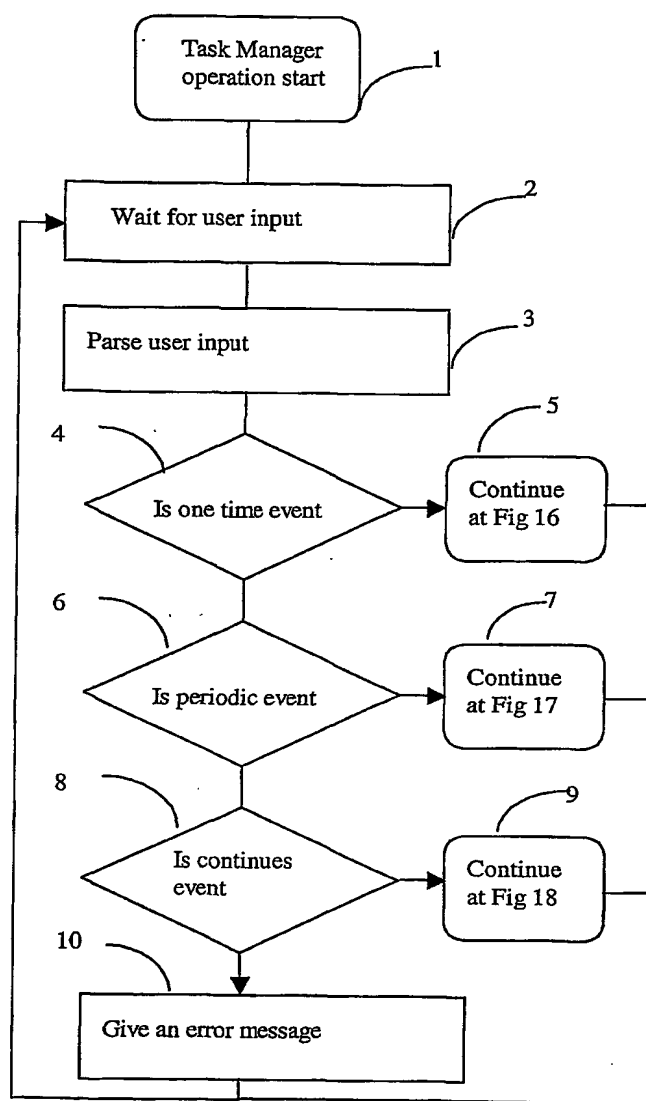 Task Manager
operation start
1
2
Wait for user input
3
Parse user input
4
5
Is one time event
Continue
at Fig 16
6
7
Is periodic event
Continue
at Fig 17
8
9
Is continues
event
Continue
at Fig 18
10
Give an error message